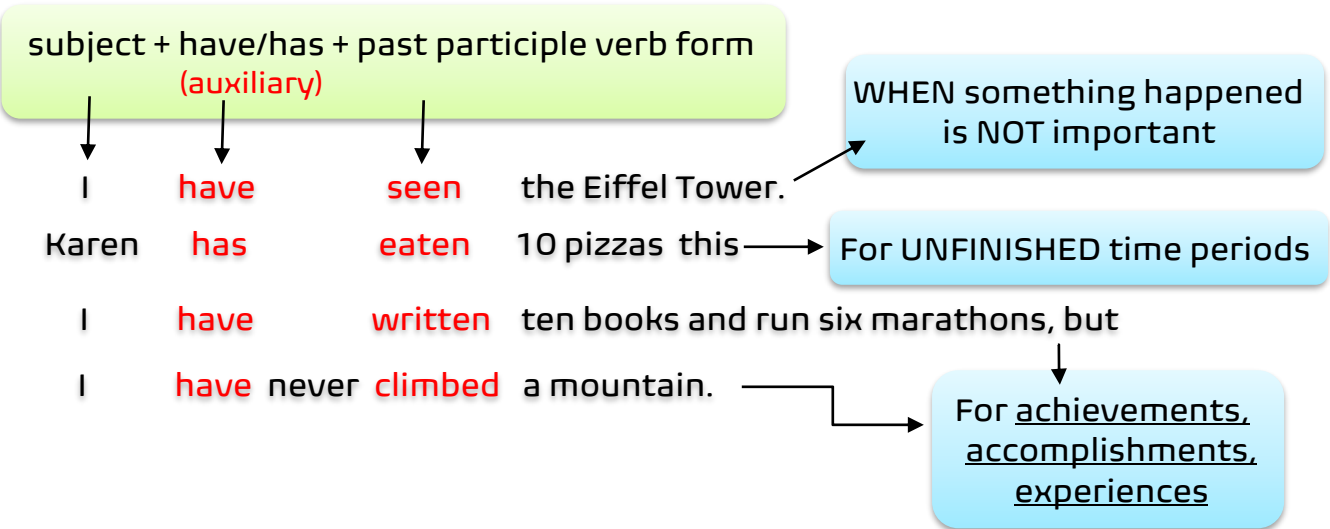 subject + have/has + past participle verb form
(auxiliary)
WHEN something happened
is NOT important
I have seen the Eiffel Tower.
Karen has eaten 10 pizzas this
For UNFINISHED time periods
I have written ten books and run six marathons, but
I have never climbed a mountain.
For achievements,
accomplishments,
experiences